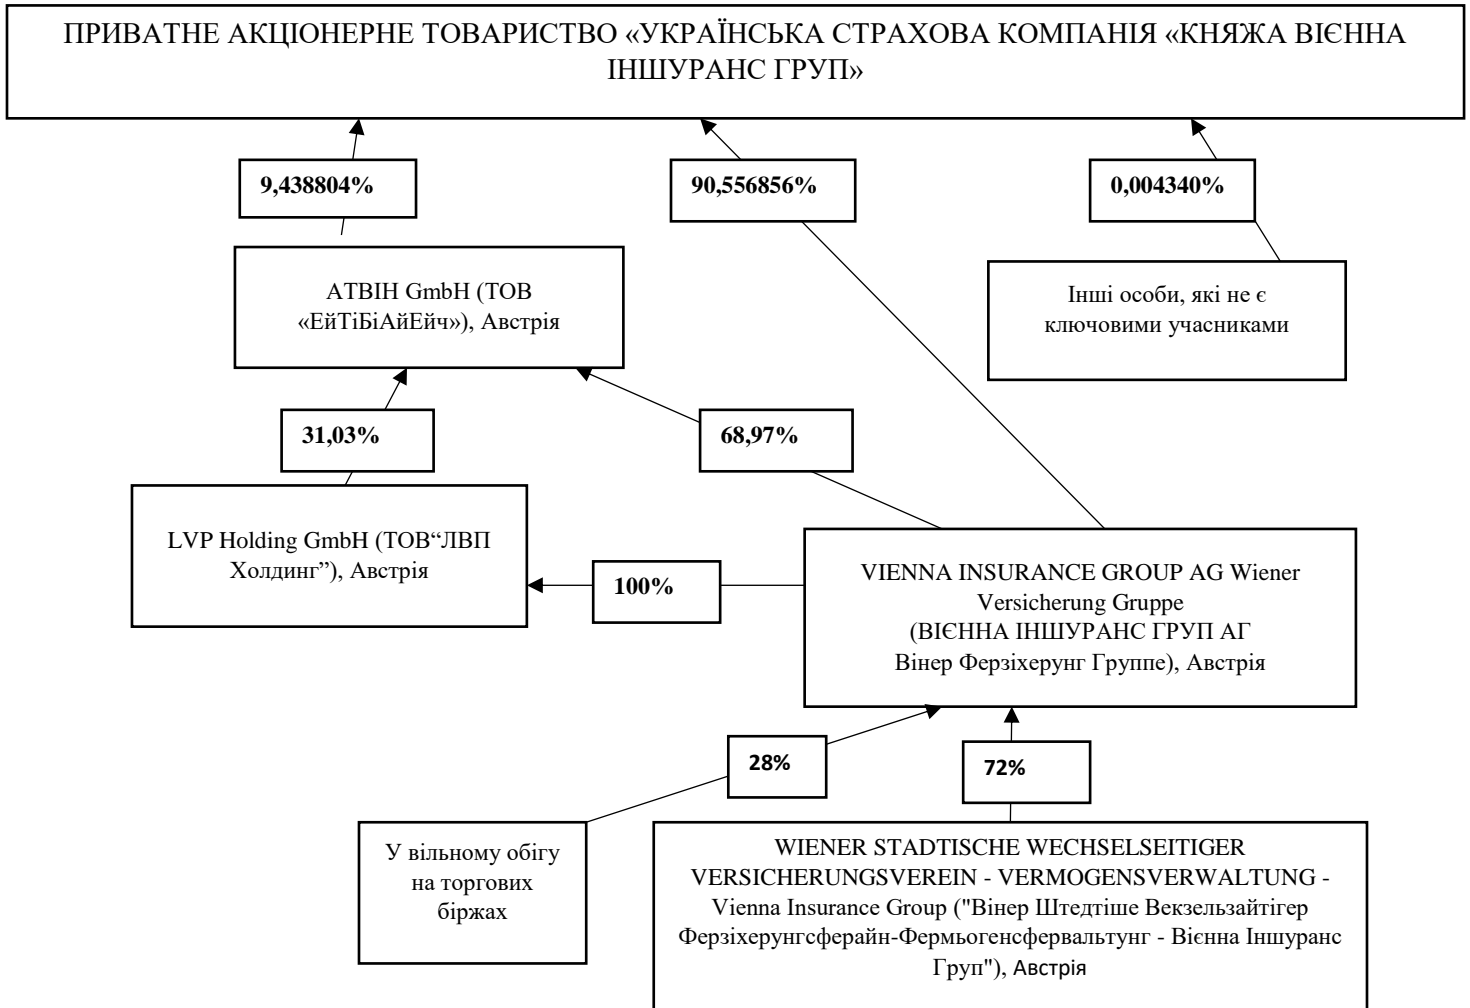 ПРИВАТНЕ АКЦІОНЕРНЕ ТОВАРИСТВО «УКРАЇНСЬКА СТРАХОВА КОМПАНІЯ «КНЯЖА ВІЄННА
ІНШУРАНС ГРУП»
9,438804%
90,556856%
0,004340%
АТВІН GmbH (ТОВ
«ЕйТіБіАйЕйч»), Австрія
Інші особи, які не є
ключовими учасниками
31,03%
68,97%
LVP Holding GmbH (ТОВ“ЛВП
Холдинг”), Австрія
100%
VIENNA INSURANCE GROUP AG Wiener
Versicherung Gruppe
(ВІЄННА ІНШУРАНС ГРУП АГ
Вінер Ферзіхерунг Группе), Австрія
28%
72%
У вільному обігу
на торгових
біржах
WIENER STADTISCHE WECHSELSEITIGER
VERSICHERUNGSVEREIN - VERMOGENSVERWALTUNG -
Vienna Insurance Group ("Вінер Штедтіше Векзельзайтігер
Ферзіхерунгсферайн-Фермьогенсфервальтунг - Вієнна Іншуранс
Груп"), Австрія